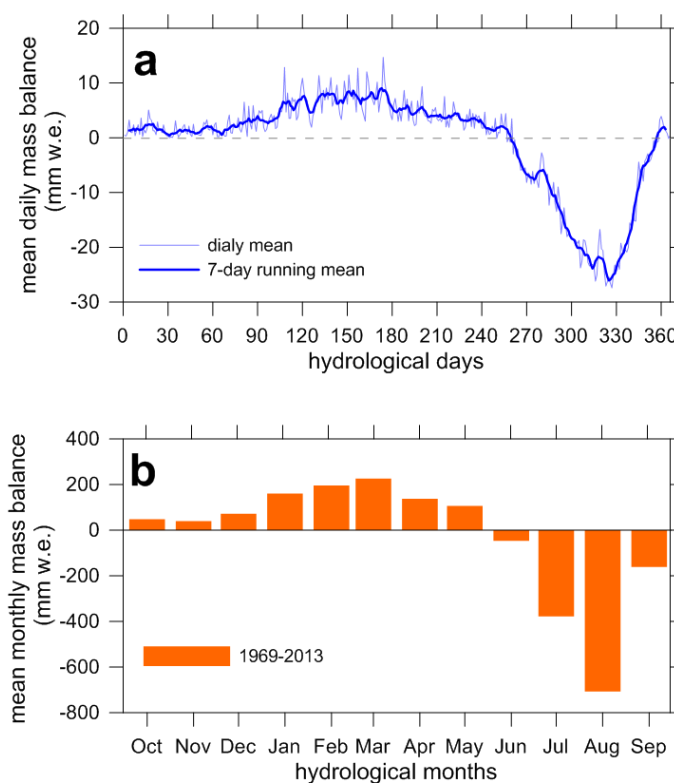 a
mean daily mass balance
(mm w.e.)
20
10
0
-10
-20
-30
dialy mean
7-day running mean
0 30 60 90 120 150 180 210 240 270 300 330 360
hydrological days
b
mean monthly mass balance
(mm w.e.)
400
200
0
-200
-400
-600
-800
1969-2013
Oct Nov Dec Jan Feb Mar Apr May Jun Jul Aug Sep
hydrological months